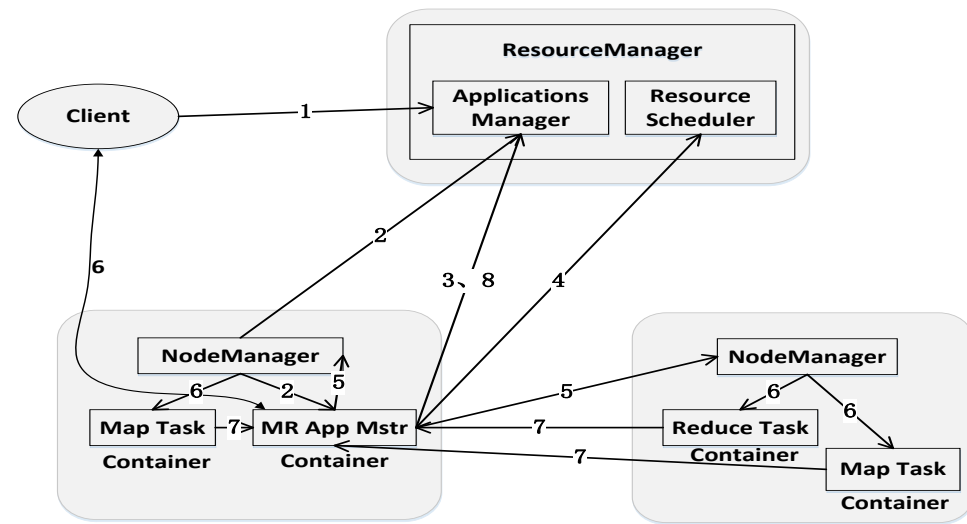 ResourceManager
Applications
Manager
Resource
Scheduler
Client
1
2
3、8
4
6
NodeManager
6
2
5
Map Task
7
MR App Mstr
Container
Container
5
7
7
NodeManager
6
6
Reduce Task
Container
Map Task
Container